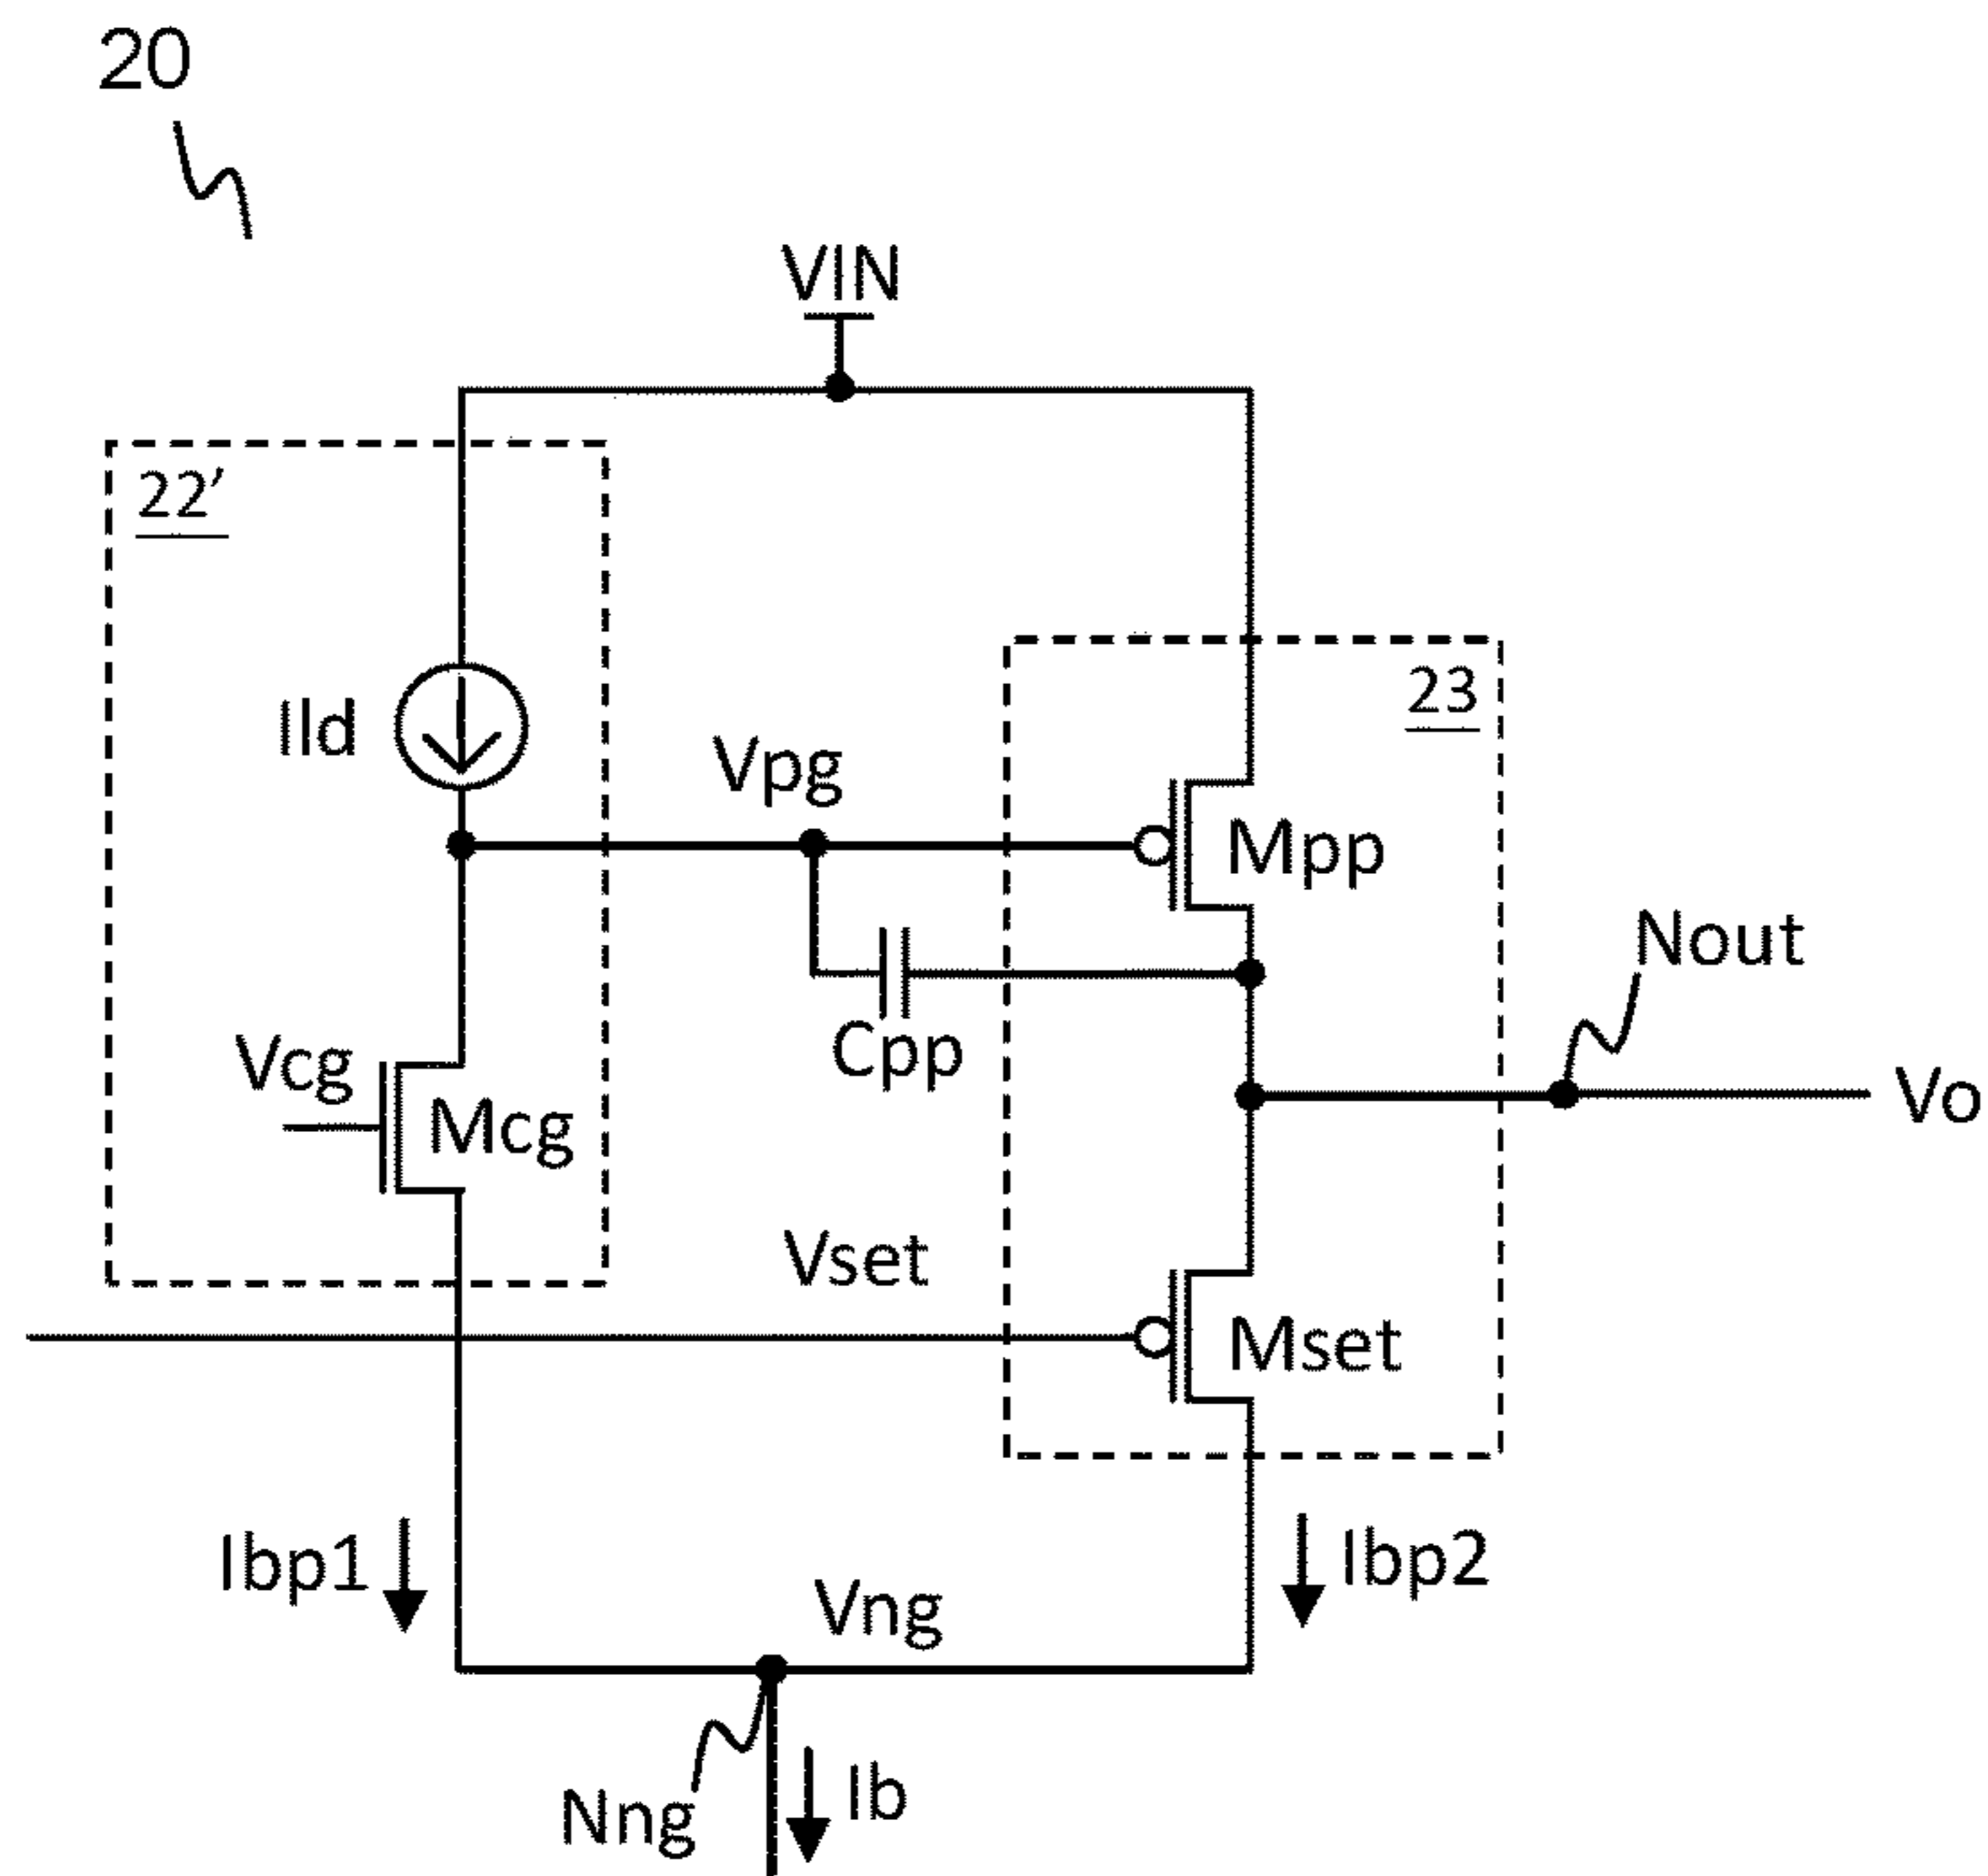 20
VIN
22'
23
Ild
Vpg
Mpp
Nout
Cpp
Vcg
Mcg
Vo
Vset
Mset
Ibp1
Ibp2
Vng
Nng
Ib